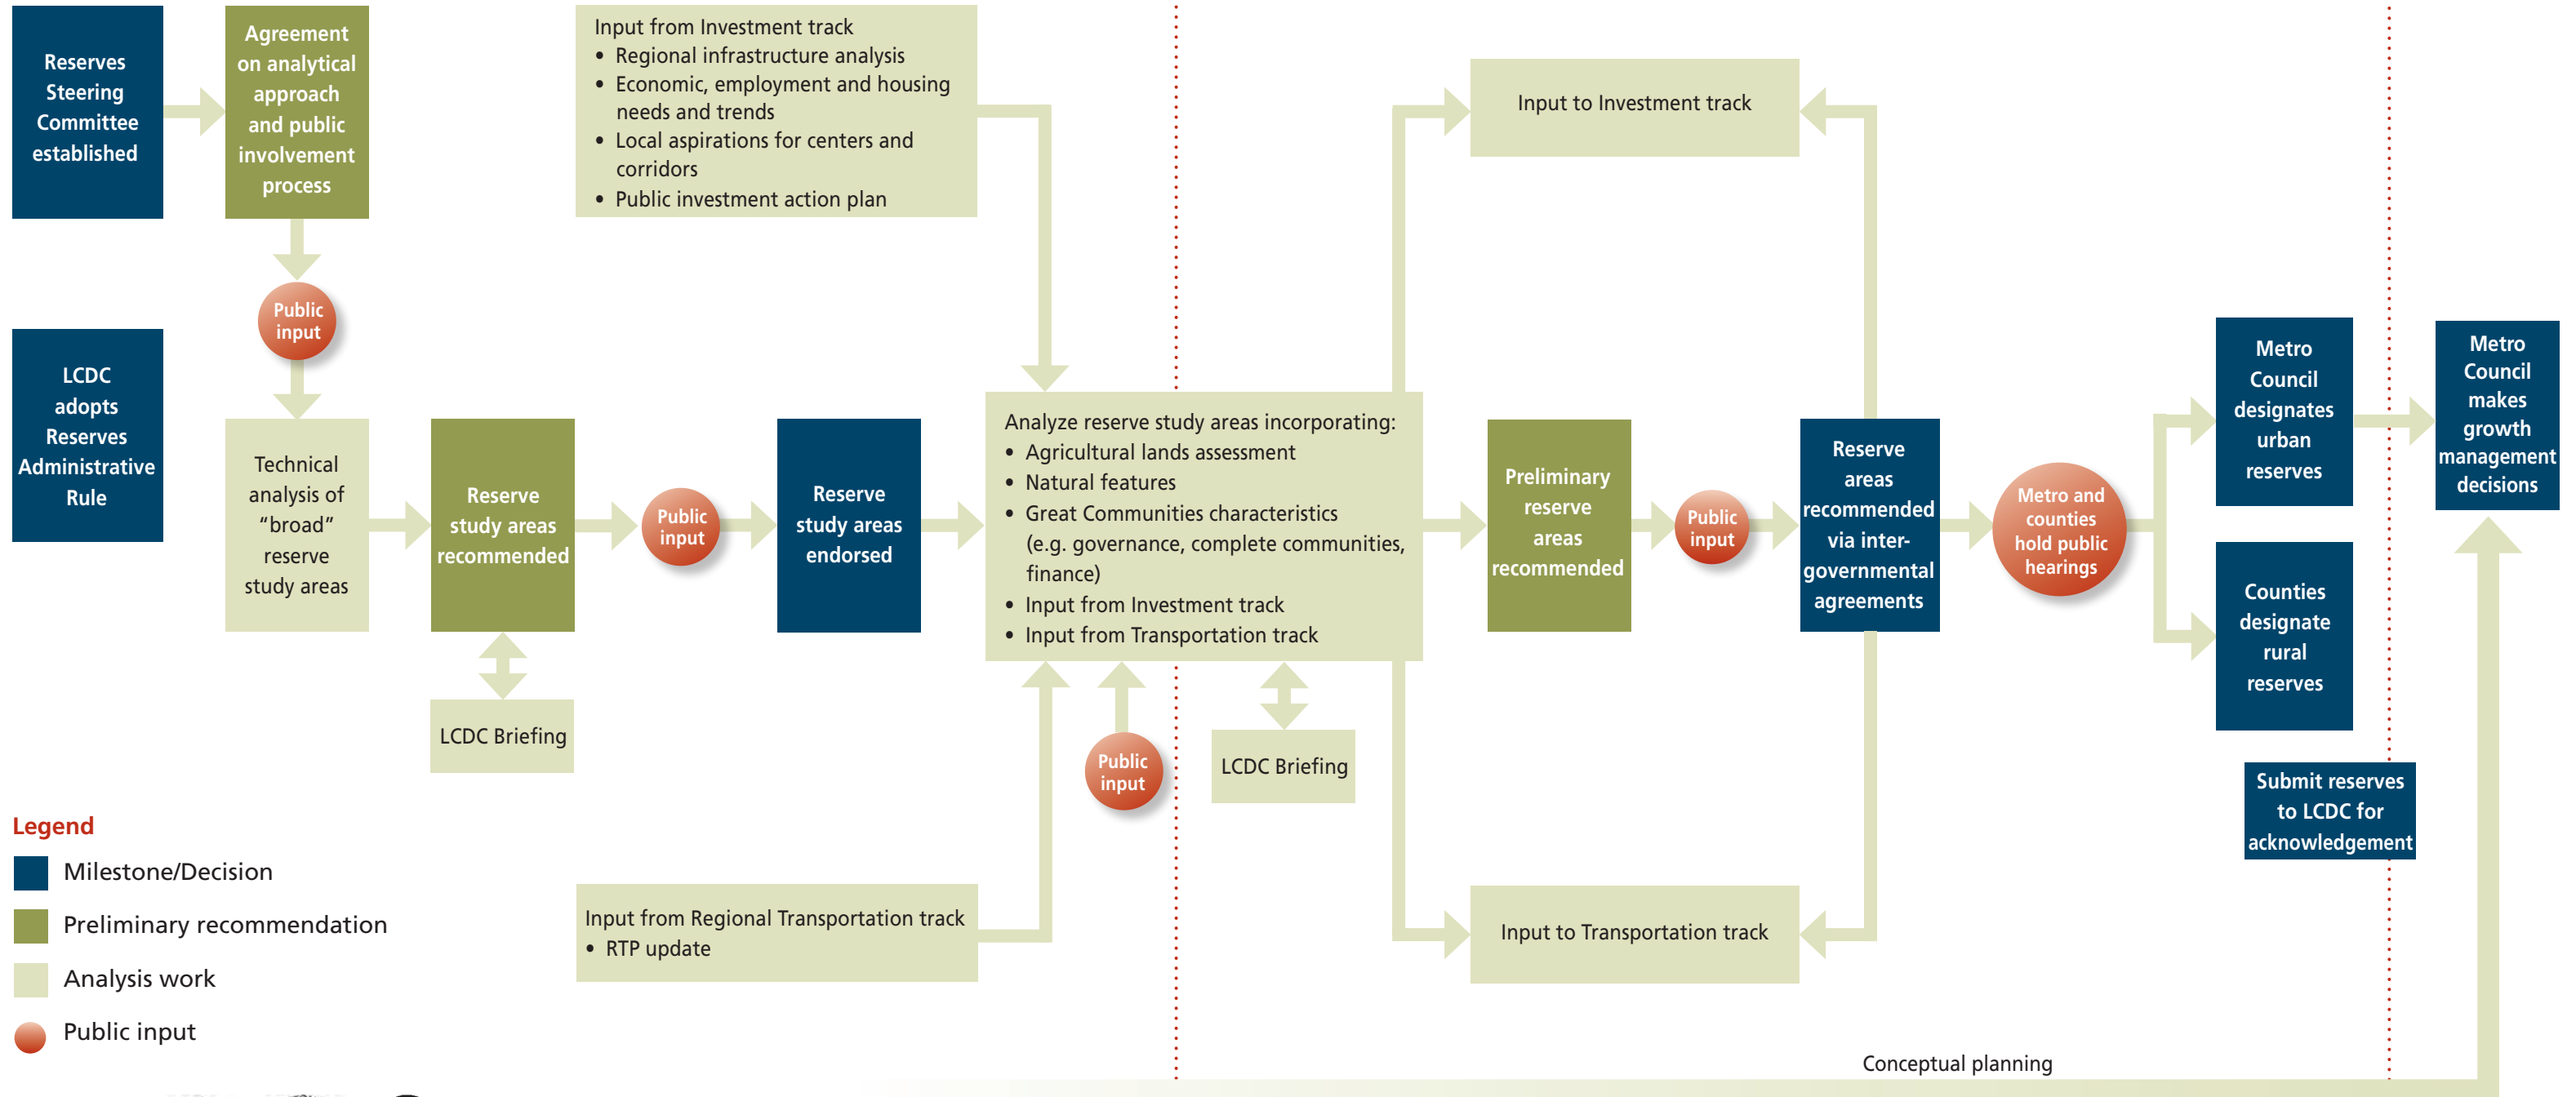 Reserves
Steering
Committee
established
Agreement
on analytical
approach
and public
involvement
process
Input from Investment track
• Regional infrastructure analysis
• Economic, employment and housing
needs and trends
• Local aspirations for centers and
corridors
• Public investment action plan
Input to Investment track
Public
input
LCDC
adopts
Reserves
Administrative
Rule
Technical
analysis of
“broad”
reserve
study areas
Reserve
study areas
recommended
Public
input
Reserve
study areas
endorsed
Analyze reserve study areas incorporating:
• Agricultural lands assessment
• Natural features
• Great Communities characteristics
(e.g. governance, complete communities,
finance)
• Input from Investment track
• Input from Transportation track
Preliminary
reserve
areas
recommended
Public
input
Reserve
areas
recommended
via inter-
governmental
agreements
Metro and
counties
hold public
hearings
Metro
Council
designates
urban
reserves
Metro
Council
makes
growth
management
decisions
Counties
designate
rural
reserves
LCDC Briefing
Public
input
LCDC Briefing
Submit reserves
to LCDC for
acknowledgement
Legend
Milestone/Decision
Preliminary recommendation
Analysis work
Public input
Input from Regional Transportation track
• RTP update
Input to Transportation track
Conceptual planning